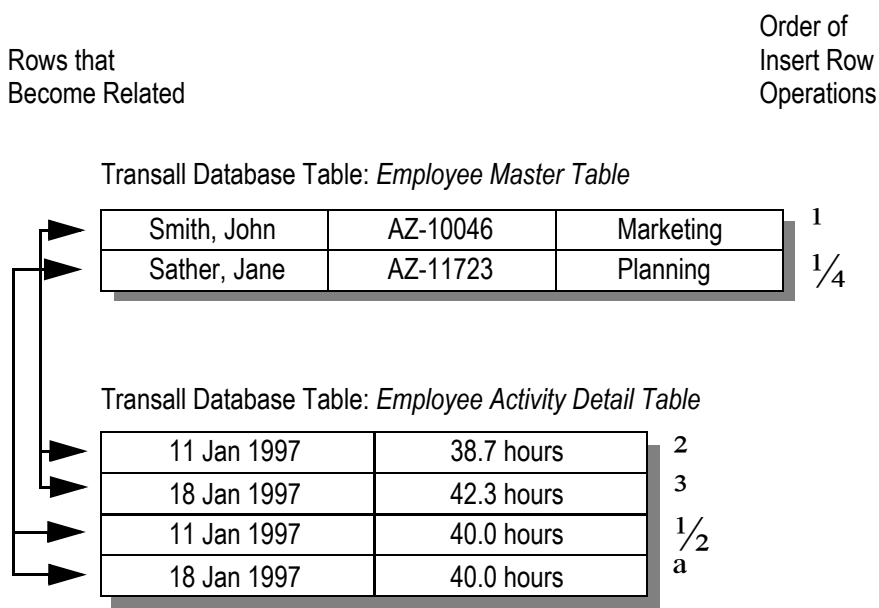 Rows that
Become Related
Order of
Insert Row
Operations
Transall Database Table: Employee Master Table
Smith, John AZ-10046 Marketing 1
Sather, Jane AZ-11723 Planning 1/4
Transall Database Table: Employee Activity Detail Table
11 Jan 1997 38.7 hours 2
18 Jan 1997 42.3 hours 3
11 Jan 1997 40.0 hours 1/2
18 Jan 1997 40.0 hours a